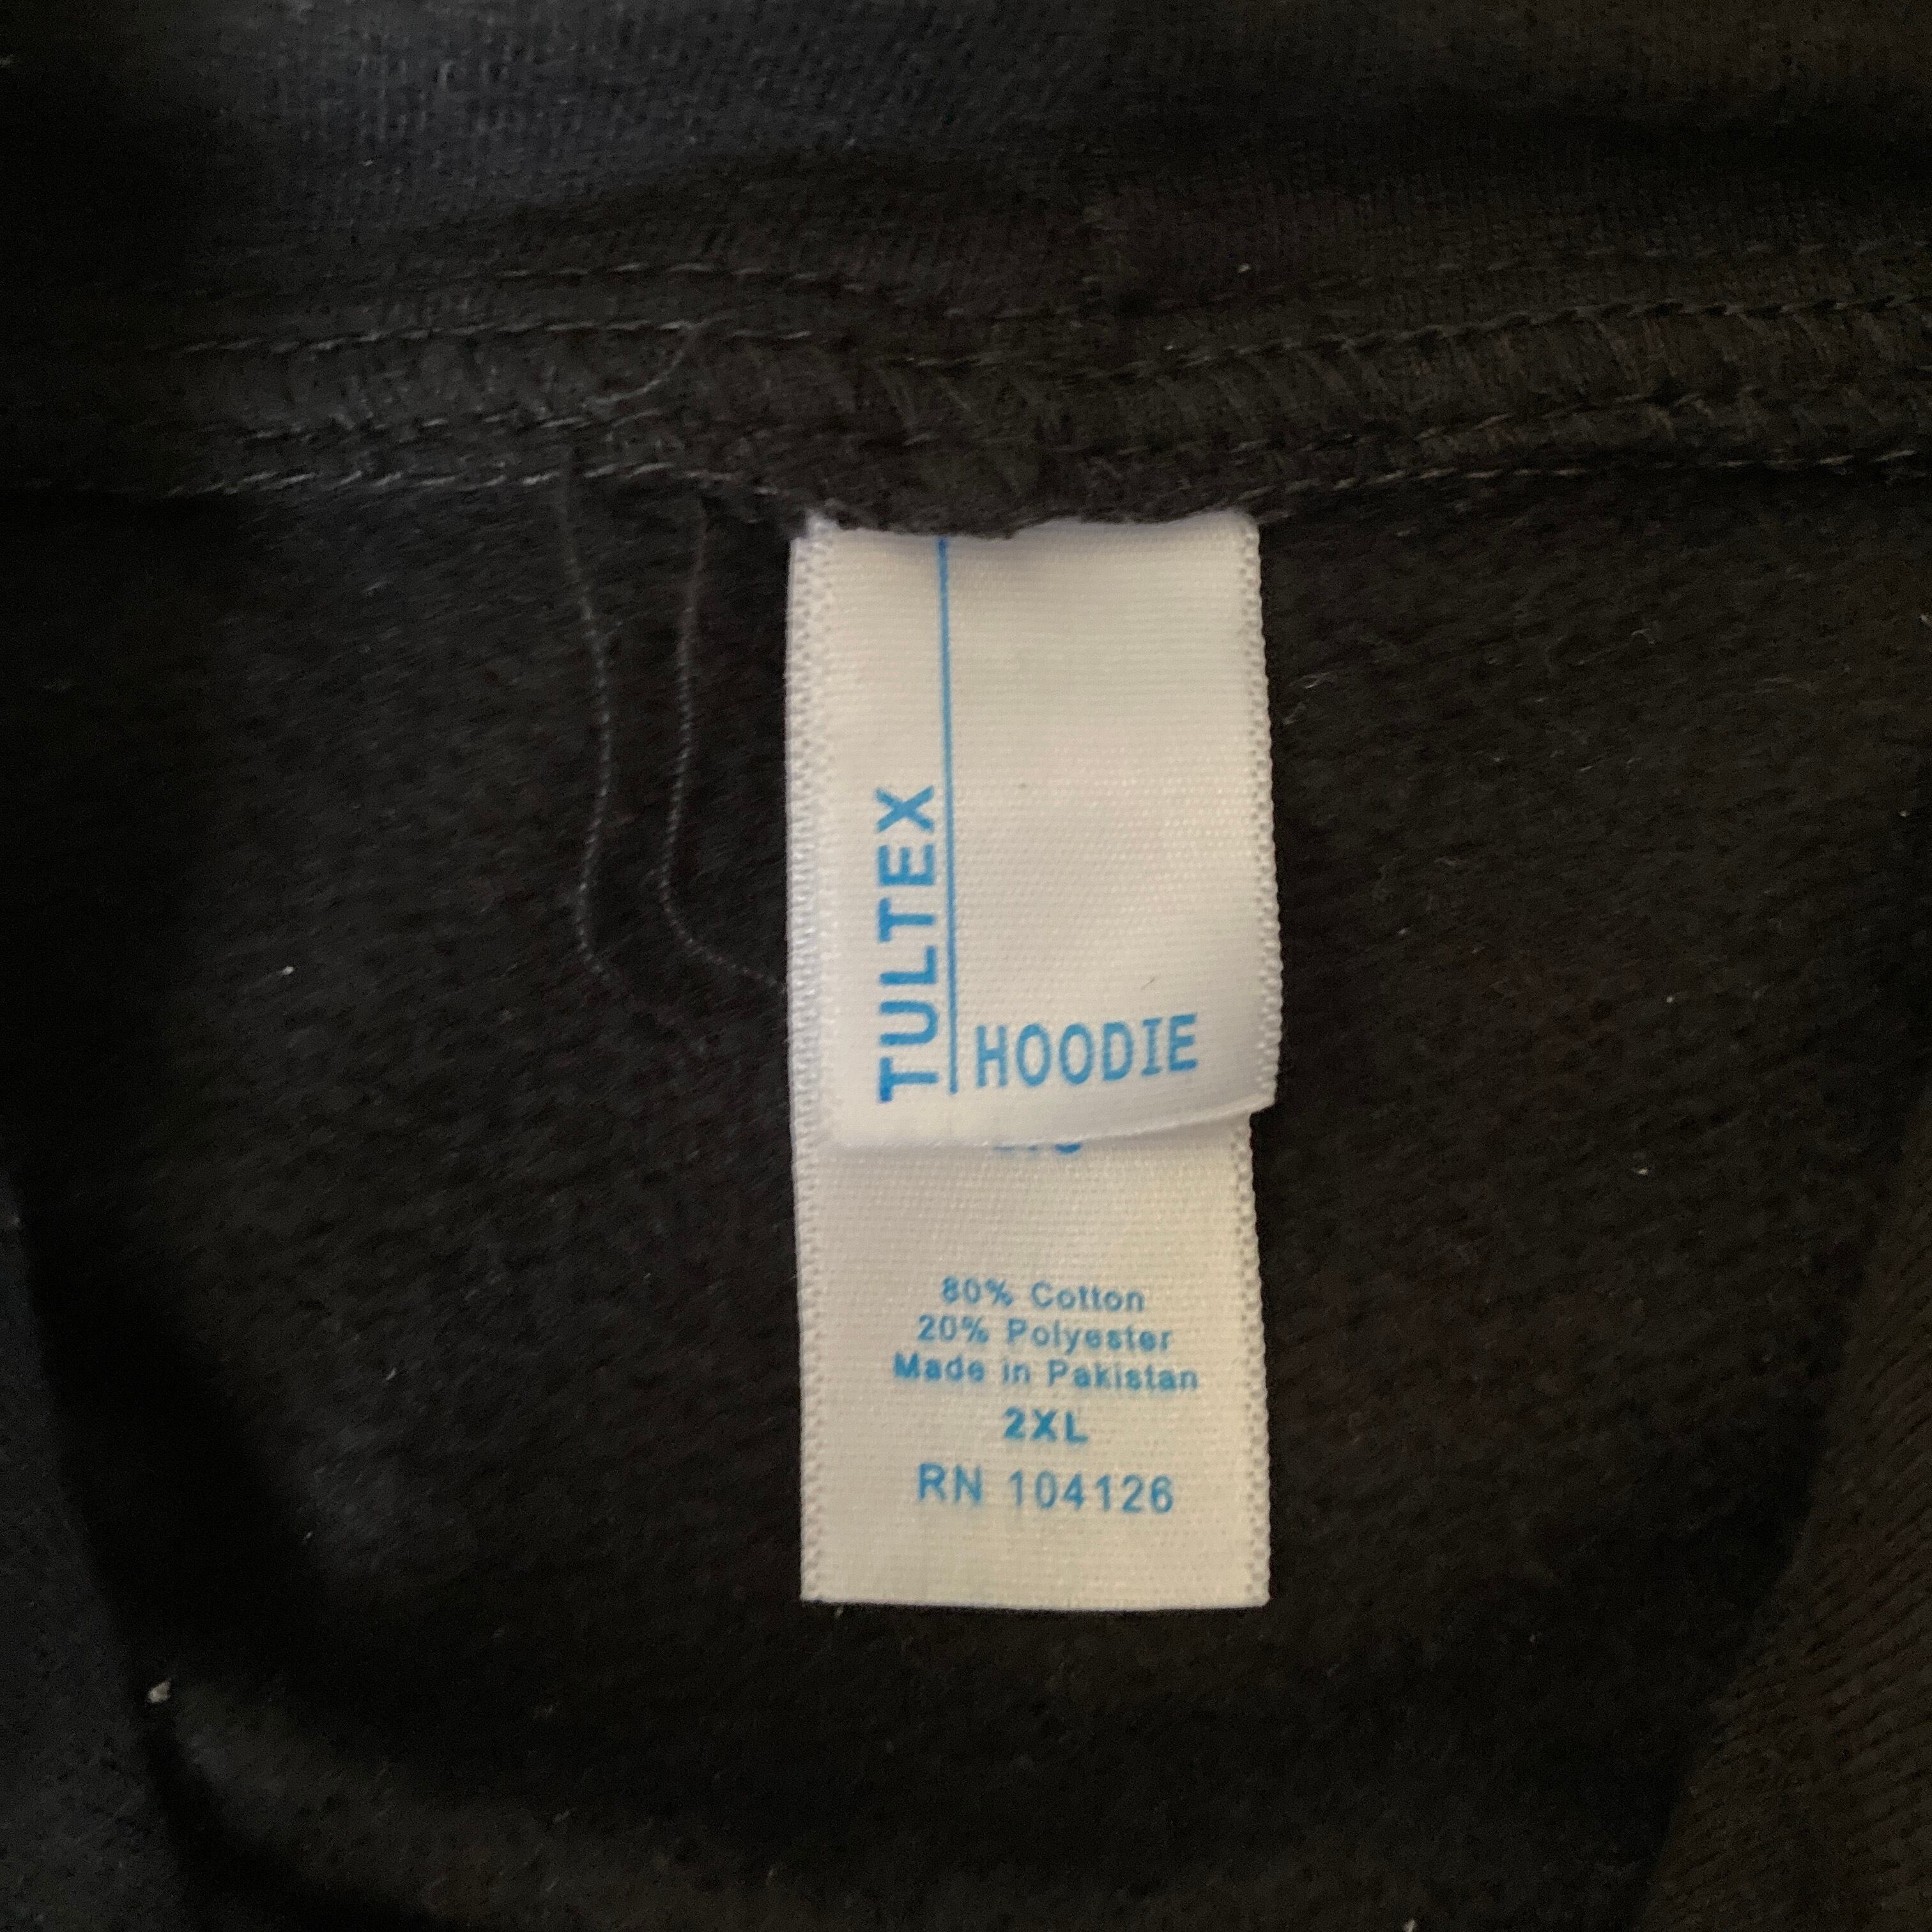 TULTEX
HOODIE
80% Cotton
20% Polyester
Made in Pakistan
2XL
RN 104126